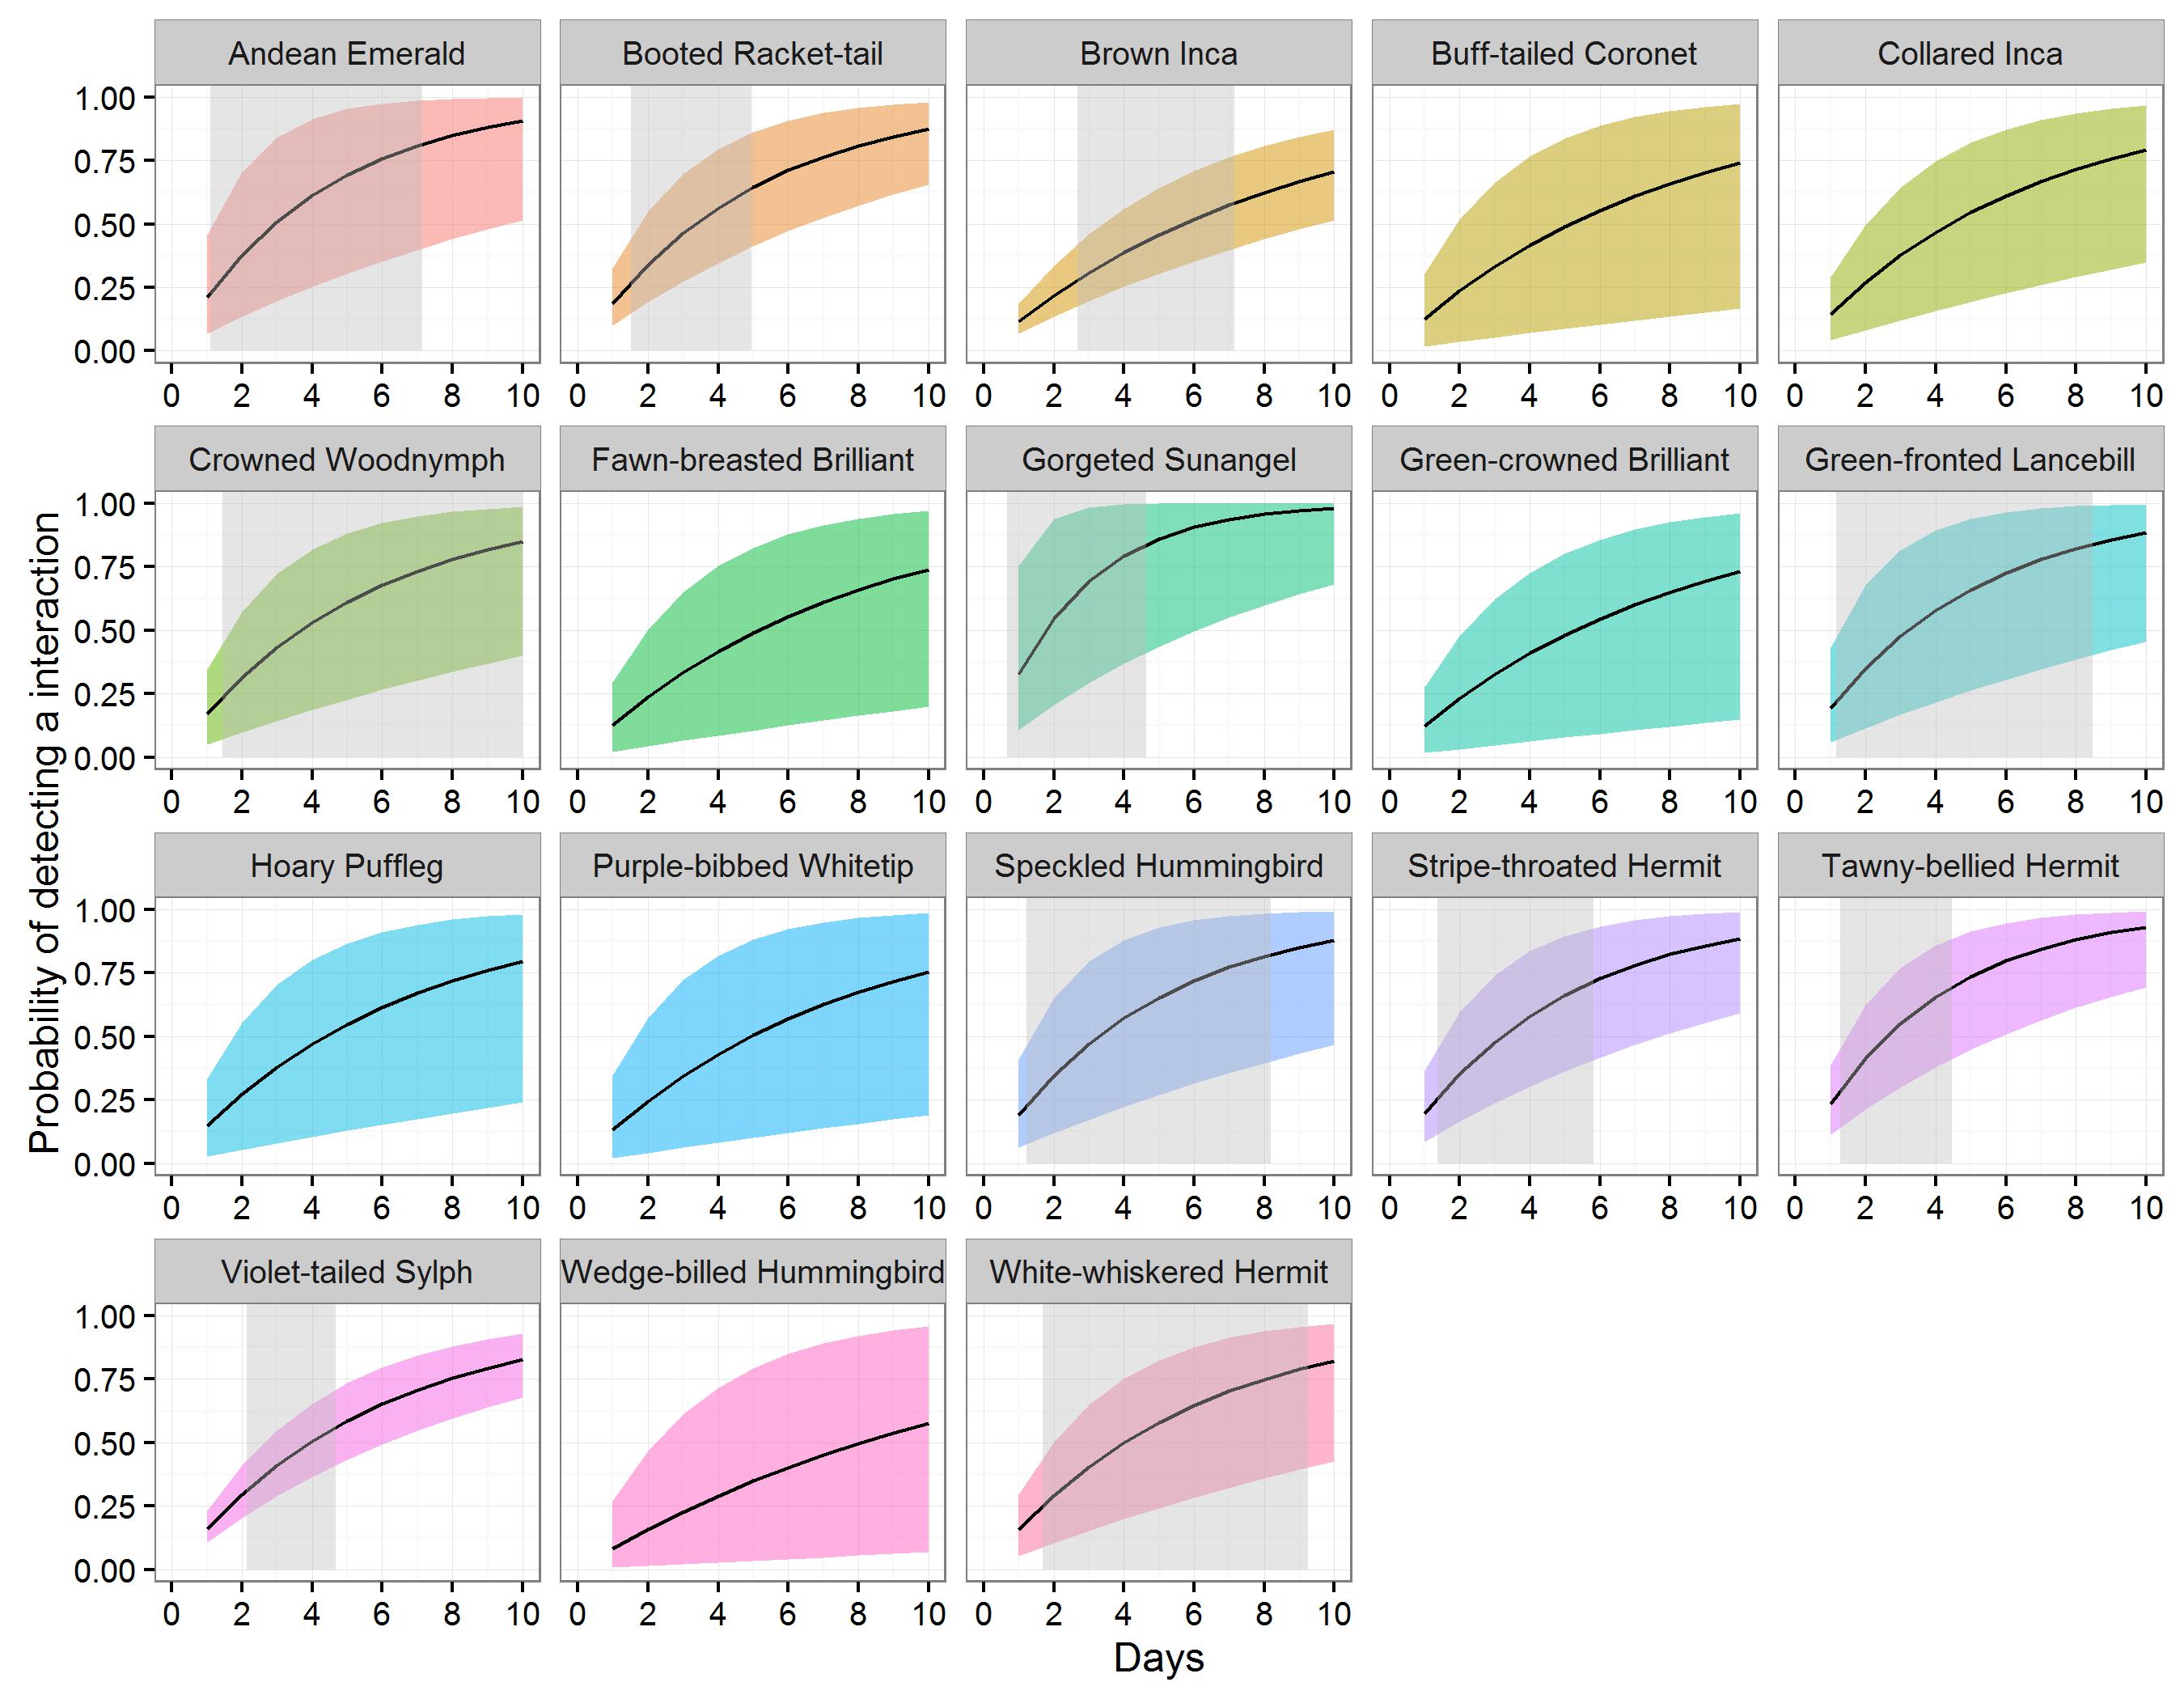 Andean Emerald Booted Racket-tail Brown Inca Buff-tailed Coronet Collared Inca
1.00
0.75
0.50
0.25
0.00
0 2 4 6 8 10 0 2 4 6 8 10 0 2 4 6 8 10 0 2 4 6 8 10 0 2 4 6 8 10
Crowned Woodnymph Fawn-breasted Brilliant Gorgeted Sunangel Green-crowned Brilliant Green-fronted Lancebill
1.00
0.75
0.50
0.25
0.00
0 2 4 6 8 10 0 2 4 6 8 10 0 2 4 6 8 10 0 2 4 6 8 10 0 2 4 6 8 10
Probability of detecting a interaction
Hoary Puffleg Purple-bibbed Whitetip Speckled Hummingbird Stripe-throated Hermit Tawny-bellied Hermit
1.00
0.75
0.50
0.25
0.00
0 2 4 6 8 10 0 2 4 6 8 10 0 2 4 6 8 10 0 2 4 6 8 10 0 2 4 6 8 10
Violet-tailed Sylph Wedge-billed Hummingbird White-whiskered Hermit
1.00
0.75
0.50
0.25
0.00
0 2 4 6 8 10 0 2 4 6 8 10 0 2 4 6 8 10
Days